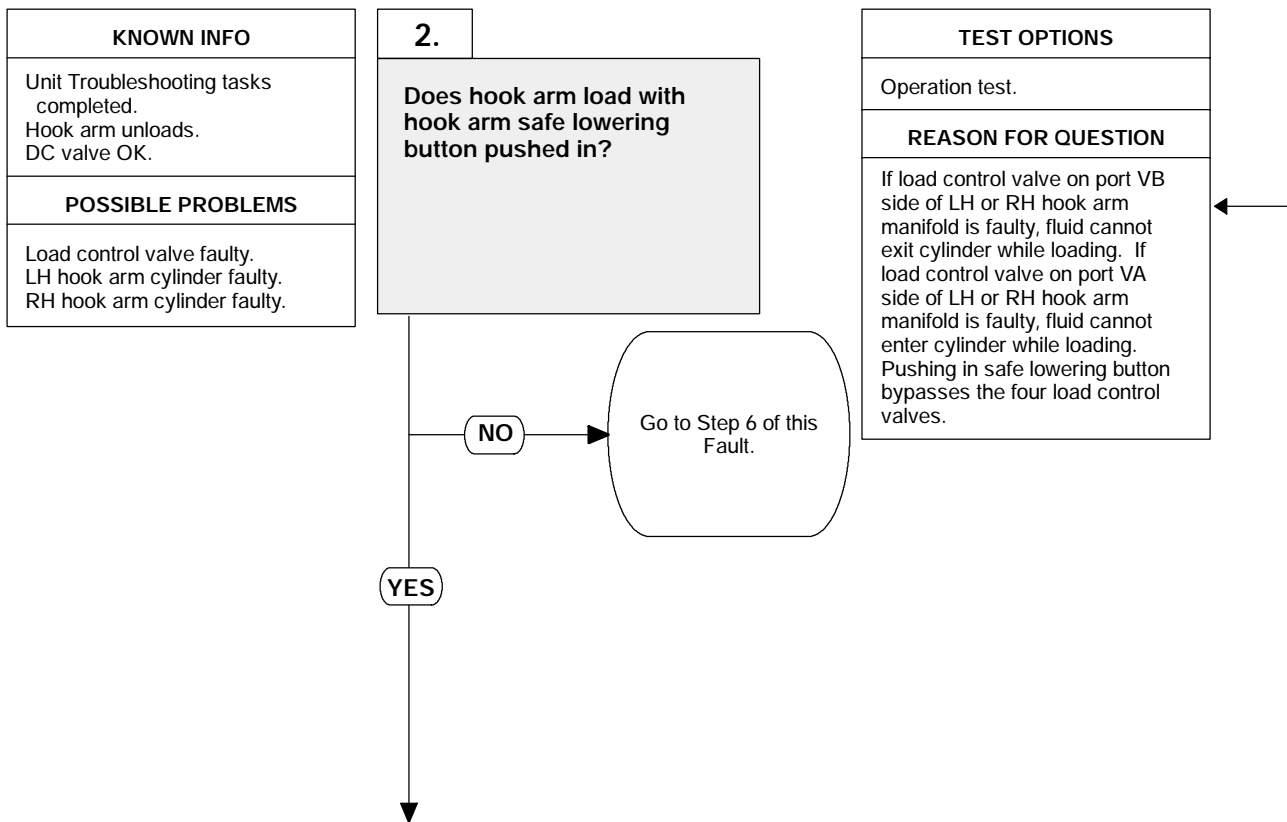 KNOWN INFO
Unit Troubleshooting tasks
completed.
Hook arm unloads.
DC valve OK.
POSSIBLE PROBLEMS
Load control valve faulty.
LH hook arm cylinder faulty.
RH hook arm cylinder faulty.
2.
Does hook arm load with
hook arm safe lowering
button pushed in?
TEST OPTIONS
Operation test.
REASON FOR QUESTION
If load control valve on port VB
side of LH or RH hook arm
manifold is faulty, fluid cannot
exit cylinder while loading. If
load control valve on port VA
side of LH or RH hook arm
manifold is faulty, fluid cannot
enter cylinder while loading.
Pushing in safe lowering button
bypasses the four load control
valves.
NO
Go to Step 6 of this
Fault.
YES